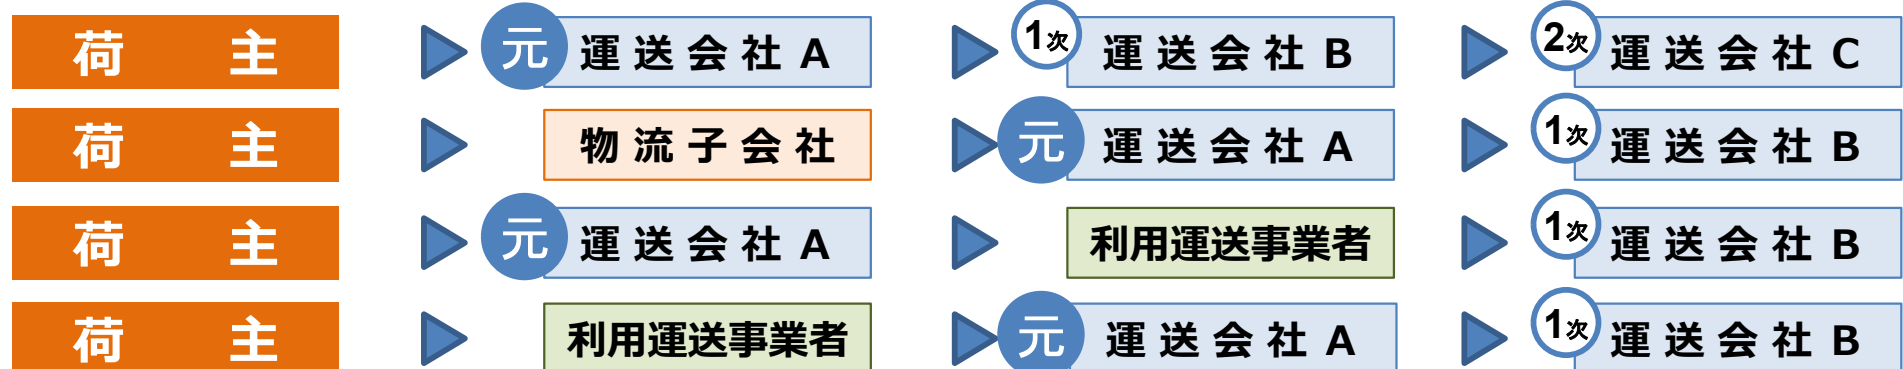 荷主 元 運送会社A 1次 運送会社B 2次 運送会社C
荷主 物流子会社 元 運送会社A 1次 運送会社B
荷主 元 運送会社A 利用運送事業者 1次 運送会社B
荷主 利用運送事業者 元 運送会社A 1次 運送会社B